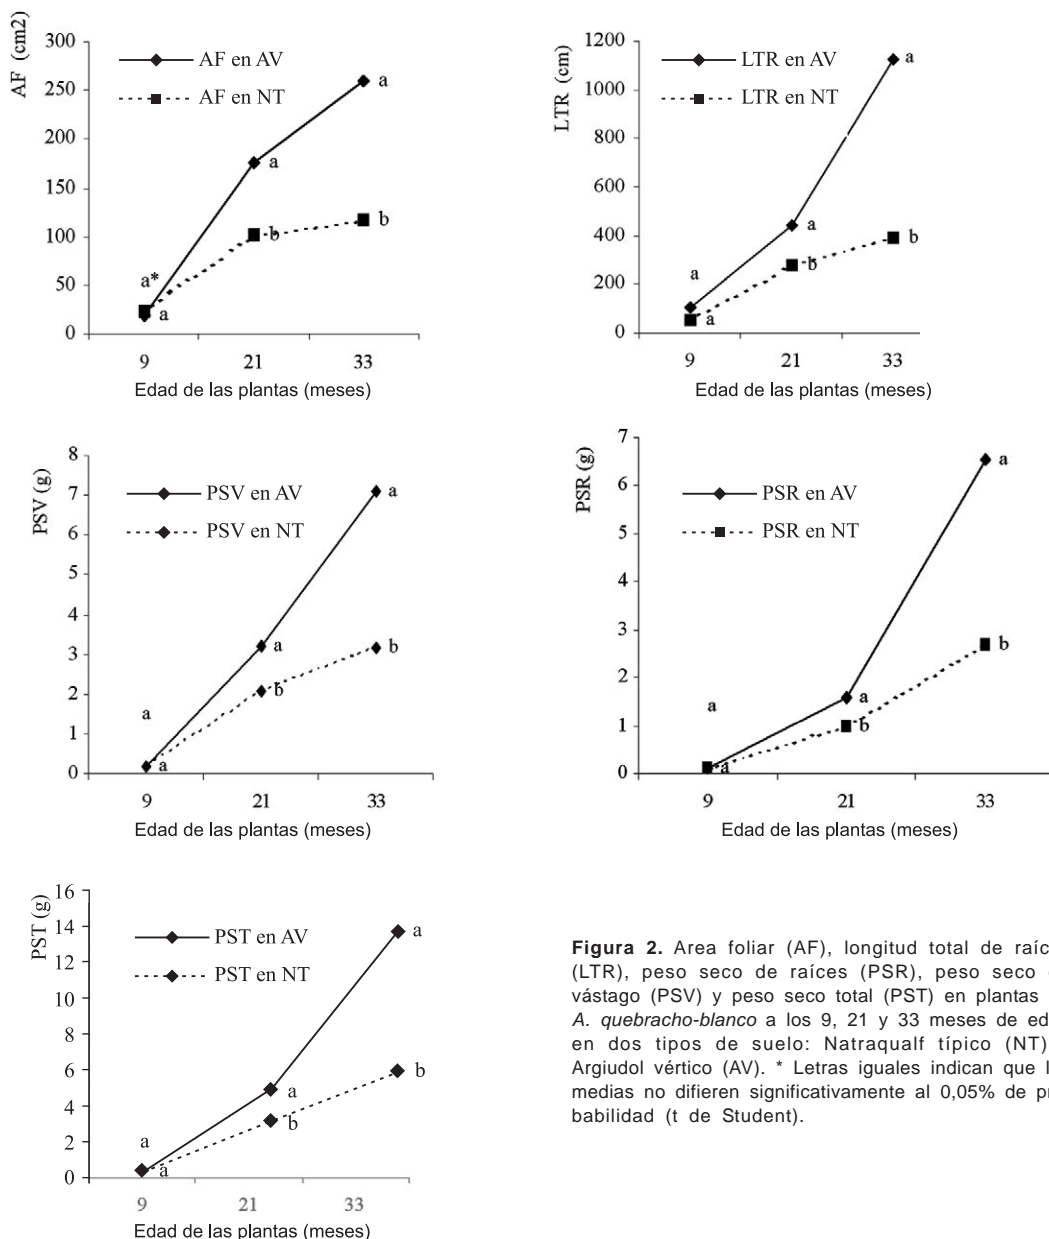 AF (cm2)
300
250
200
150
100
50
0
AF en AV
AF en NT
a
a
b
b
a*
a
9 21 33
Edad de las plantas (meses)
LTR (cm)
1200
1000
800
600
400
200
0
LTR en AV
LTR en NT
a
a
b
b
a
a
9 21 33
Edad de las plantas (meses)
PSV (g)
8
7
6
5
4
3
2
1
0
PSV en AV
PSV en NT
a
a
b
b
a
a
9 21 33
Edad de las plantas (meses)
PSR (g)
7
6
5
4
3
2
1
0
PSR en AV
PSR en NT
a
b
a
a
b
a
9 21 33
Edad de las plantas (meses)
PST (g)
16
14
12
10
8
6
4
2
0
PST en AV
PST en NT
a
b
a
b
a
a
9 21 33
Edad de las plantas (meses)
Figura 2. Area foliar (AF), longitud total de raíc
(LTR), peso seco de raíces (PSR), peso seco
vástago (PSV) y peso seco total (PST) en plantas
A. quebracho-blanco a los 9, 21 y 33 meses de ed
en dos tipos de suelo: Natraqualf típico (NT)
Argiudol vértico (AV). * Letras iguales indican que l
medias no difieren significativamente al 0,05% de p
babilidad (t de Student).